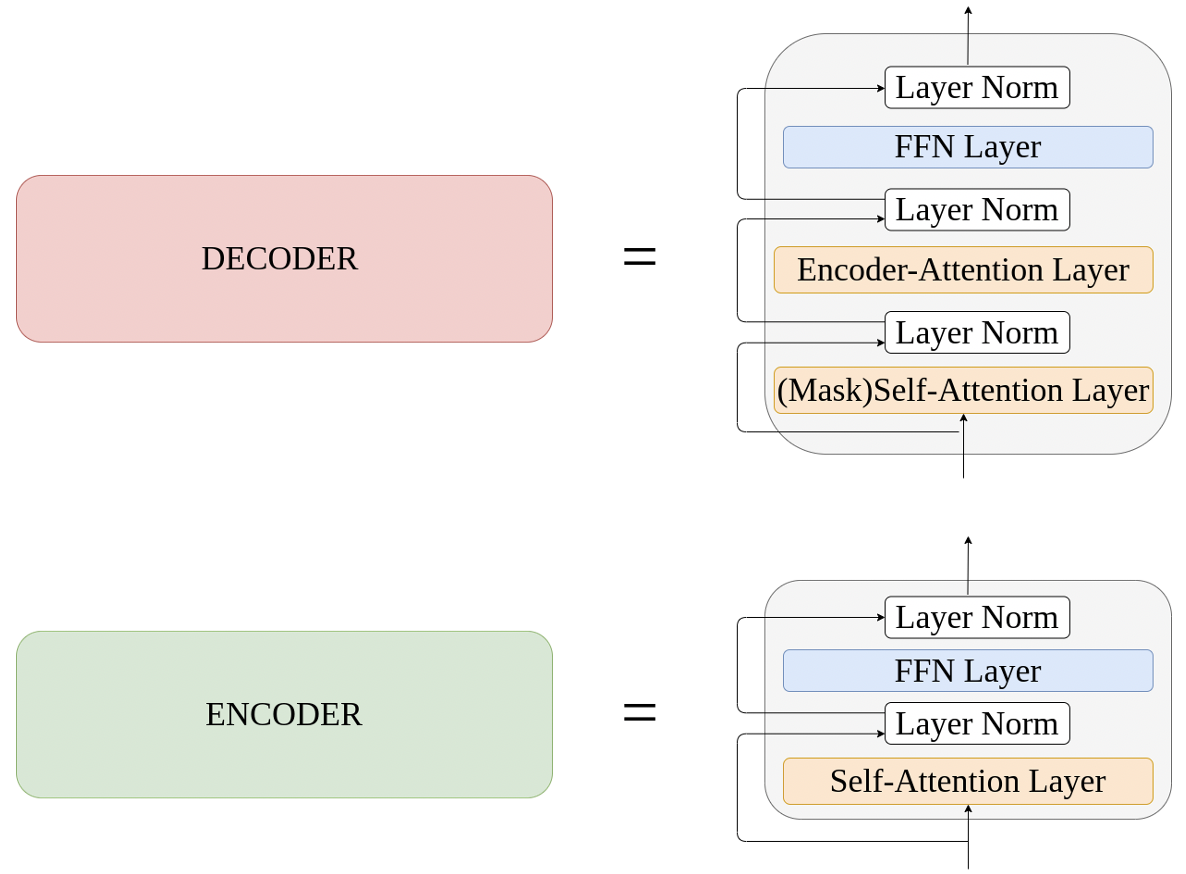 DECODER
=
Layer Norm
FFN Layer
Layer Norm
Encoder-Attention Layer
Layer Norm
(Mask)Self-Attention Layer
ENCODER
=
Layer Norm
FFN Layer
Layer Norm
Self-Attention Layer